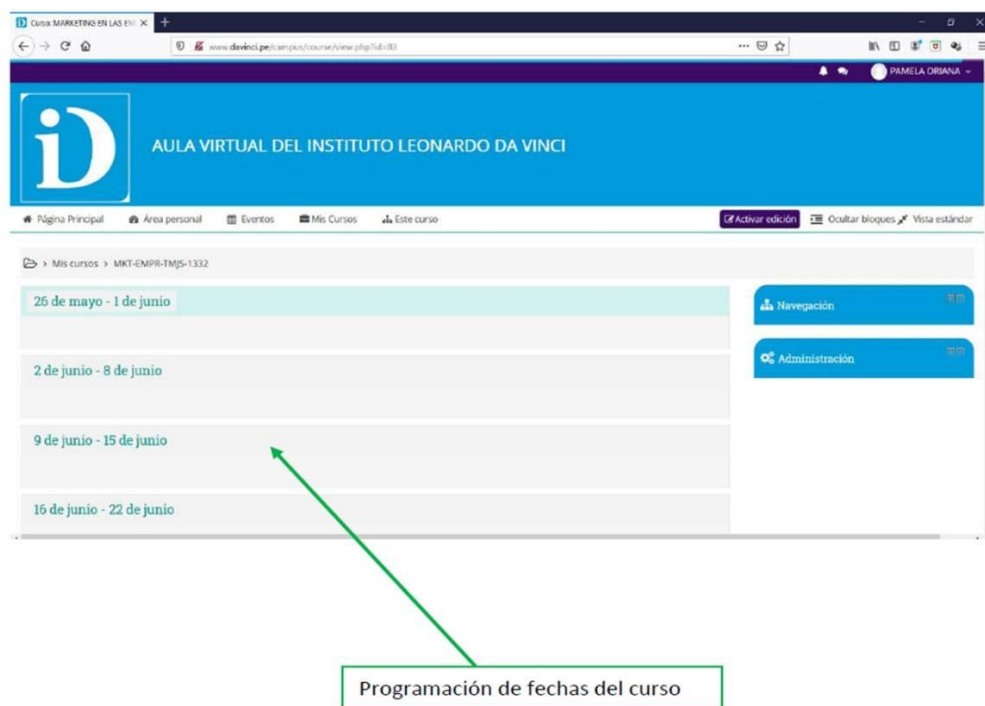 Curso: MARKETING EN LAS EM
www.davinci.pe/campus/course/view.php?id=83
PAMELA ORIANA
iD
AULA VIRTUAL DEL INSTITUTO LEONARDO DA VINCI
Página Principal Área personal Eventos Mis Cursos Este curso Activar edición Ocultar bloques Vista estándar
> Mis cursos > MKT-EMPR-TMJS-1332
26 de mayo - 1 de junio
Navegación
2 de junio - 8 de junio
Administración
9 de junio - 15 de junio
16 de junio - 22 de junio
Programación de fechas del curso